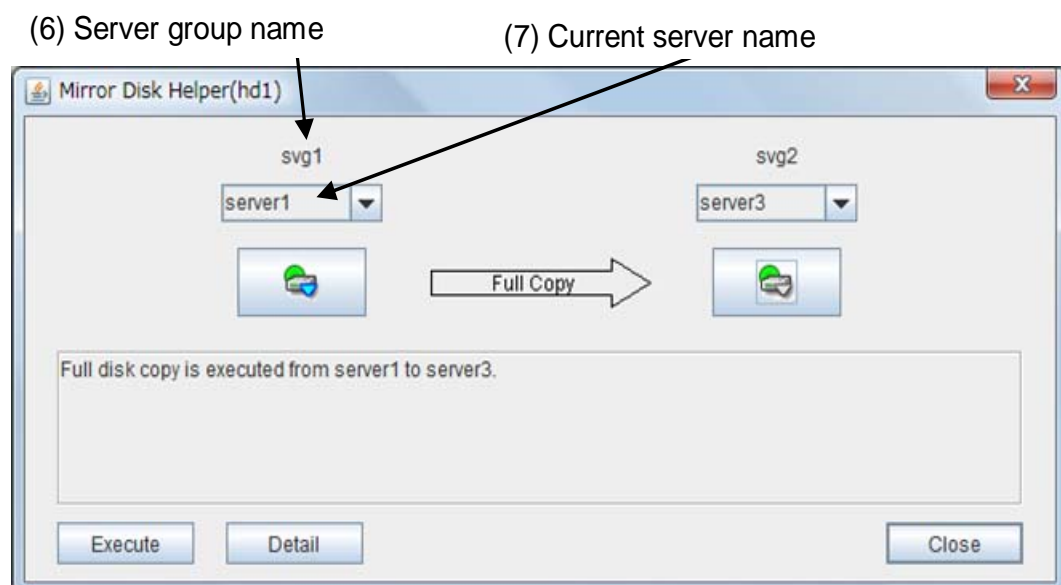 (6) Server group name
(7) Current server name
Mirror Disk Helper(hd1)
svg1
svg2
server1
server3
Full Copy
Full disk copy is executed from server1 to server3.
Execute
Detail
Close